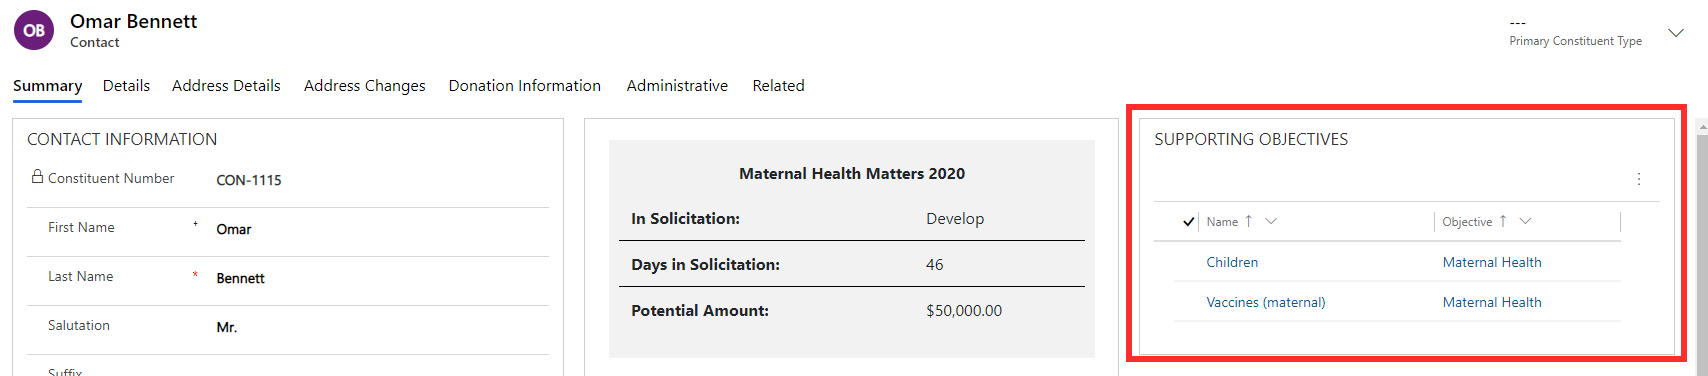 OB
Omar Bennett
Contact
---
Primary Constituent Type
Summary Details Address Details Address Changes Donation Information Administrative Related
CONTACT INFORMATION
Constituent Number CON-1115
First Name + Omar
Last Name * Bennett
Salutation Mr.
Suffix
Maternal Health Matters 2020
In Solicitation: Develop
Days in Solicitation: 46
Potential Amount: $50,000.00
SUPPORTING OBJECTIVES
Name ↑ Objective ↑
Children Maternal Health
Vaccines (maternal) Maternal Health